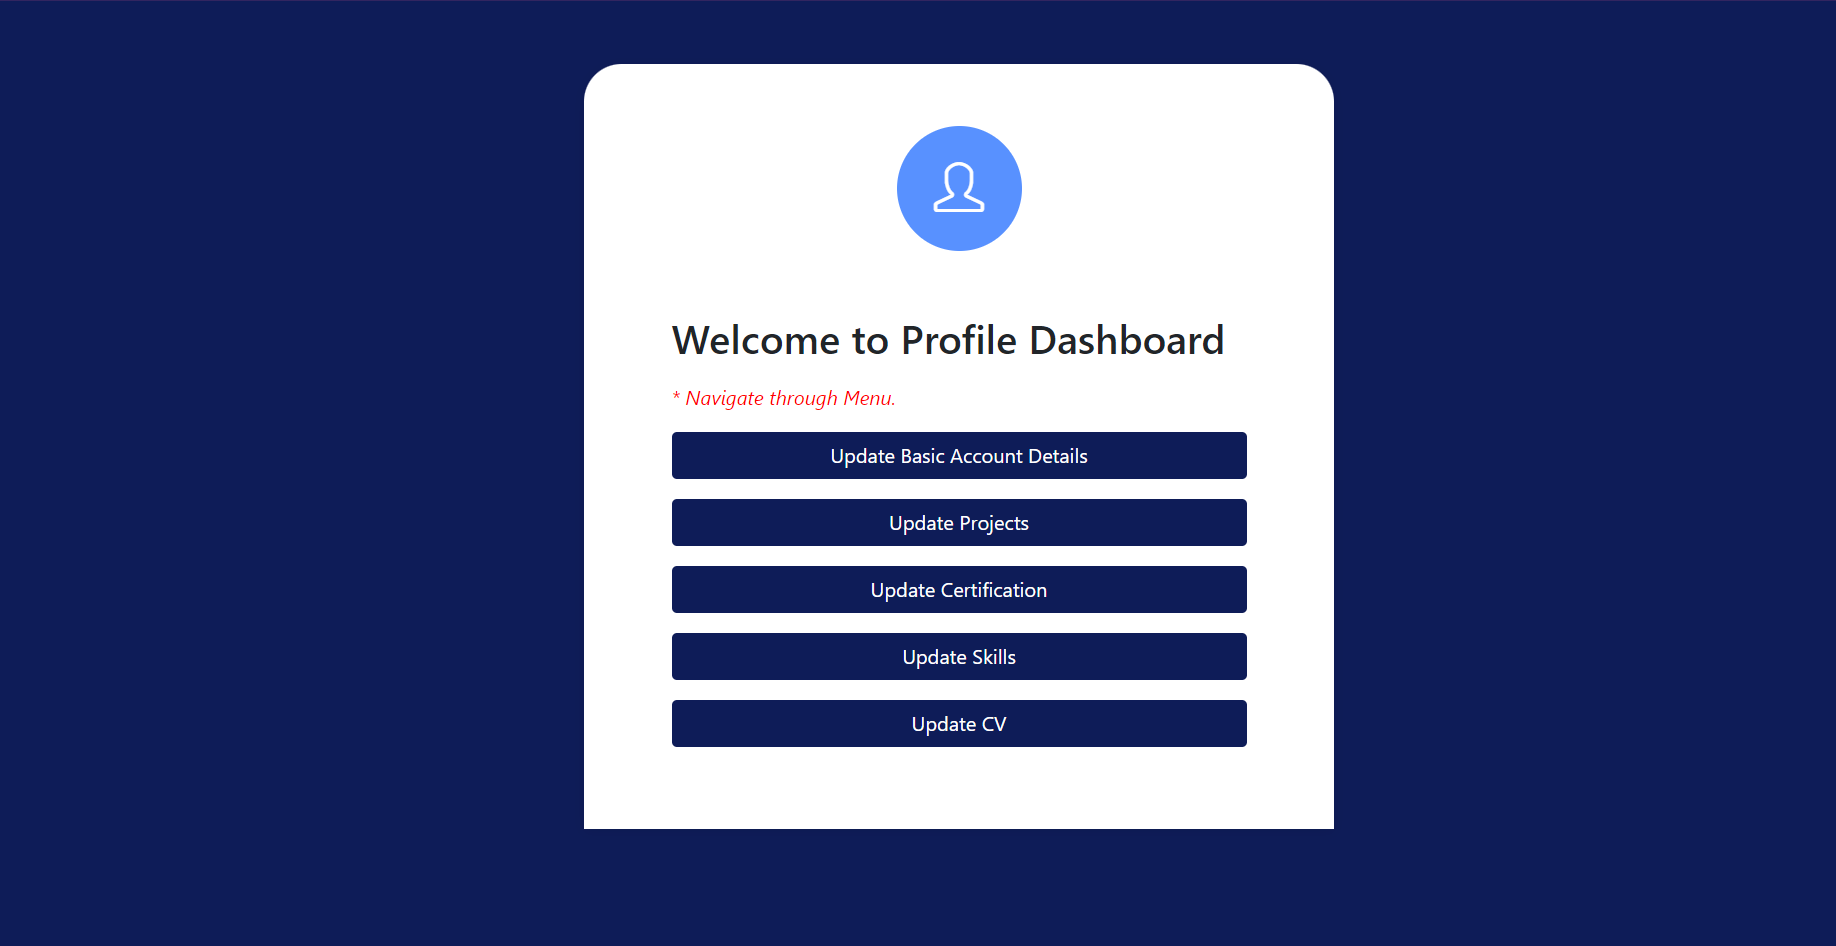 Welcome to Profile Dashboard
* Navigate through Menu.
Update Basic Account Details
Update Projects
Update Certification
Update Skills
Update CV